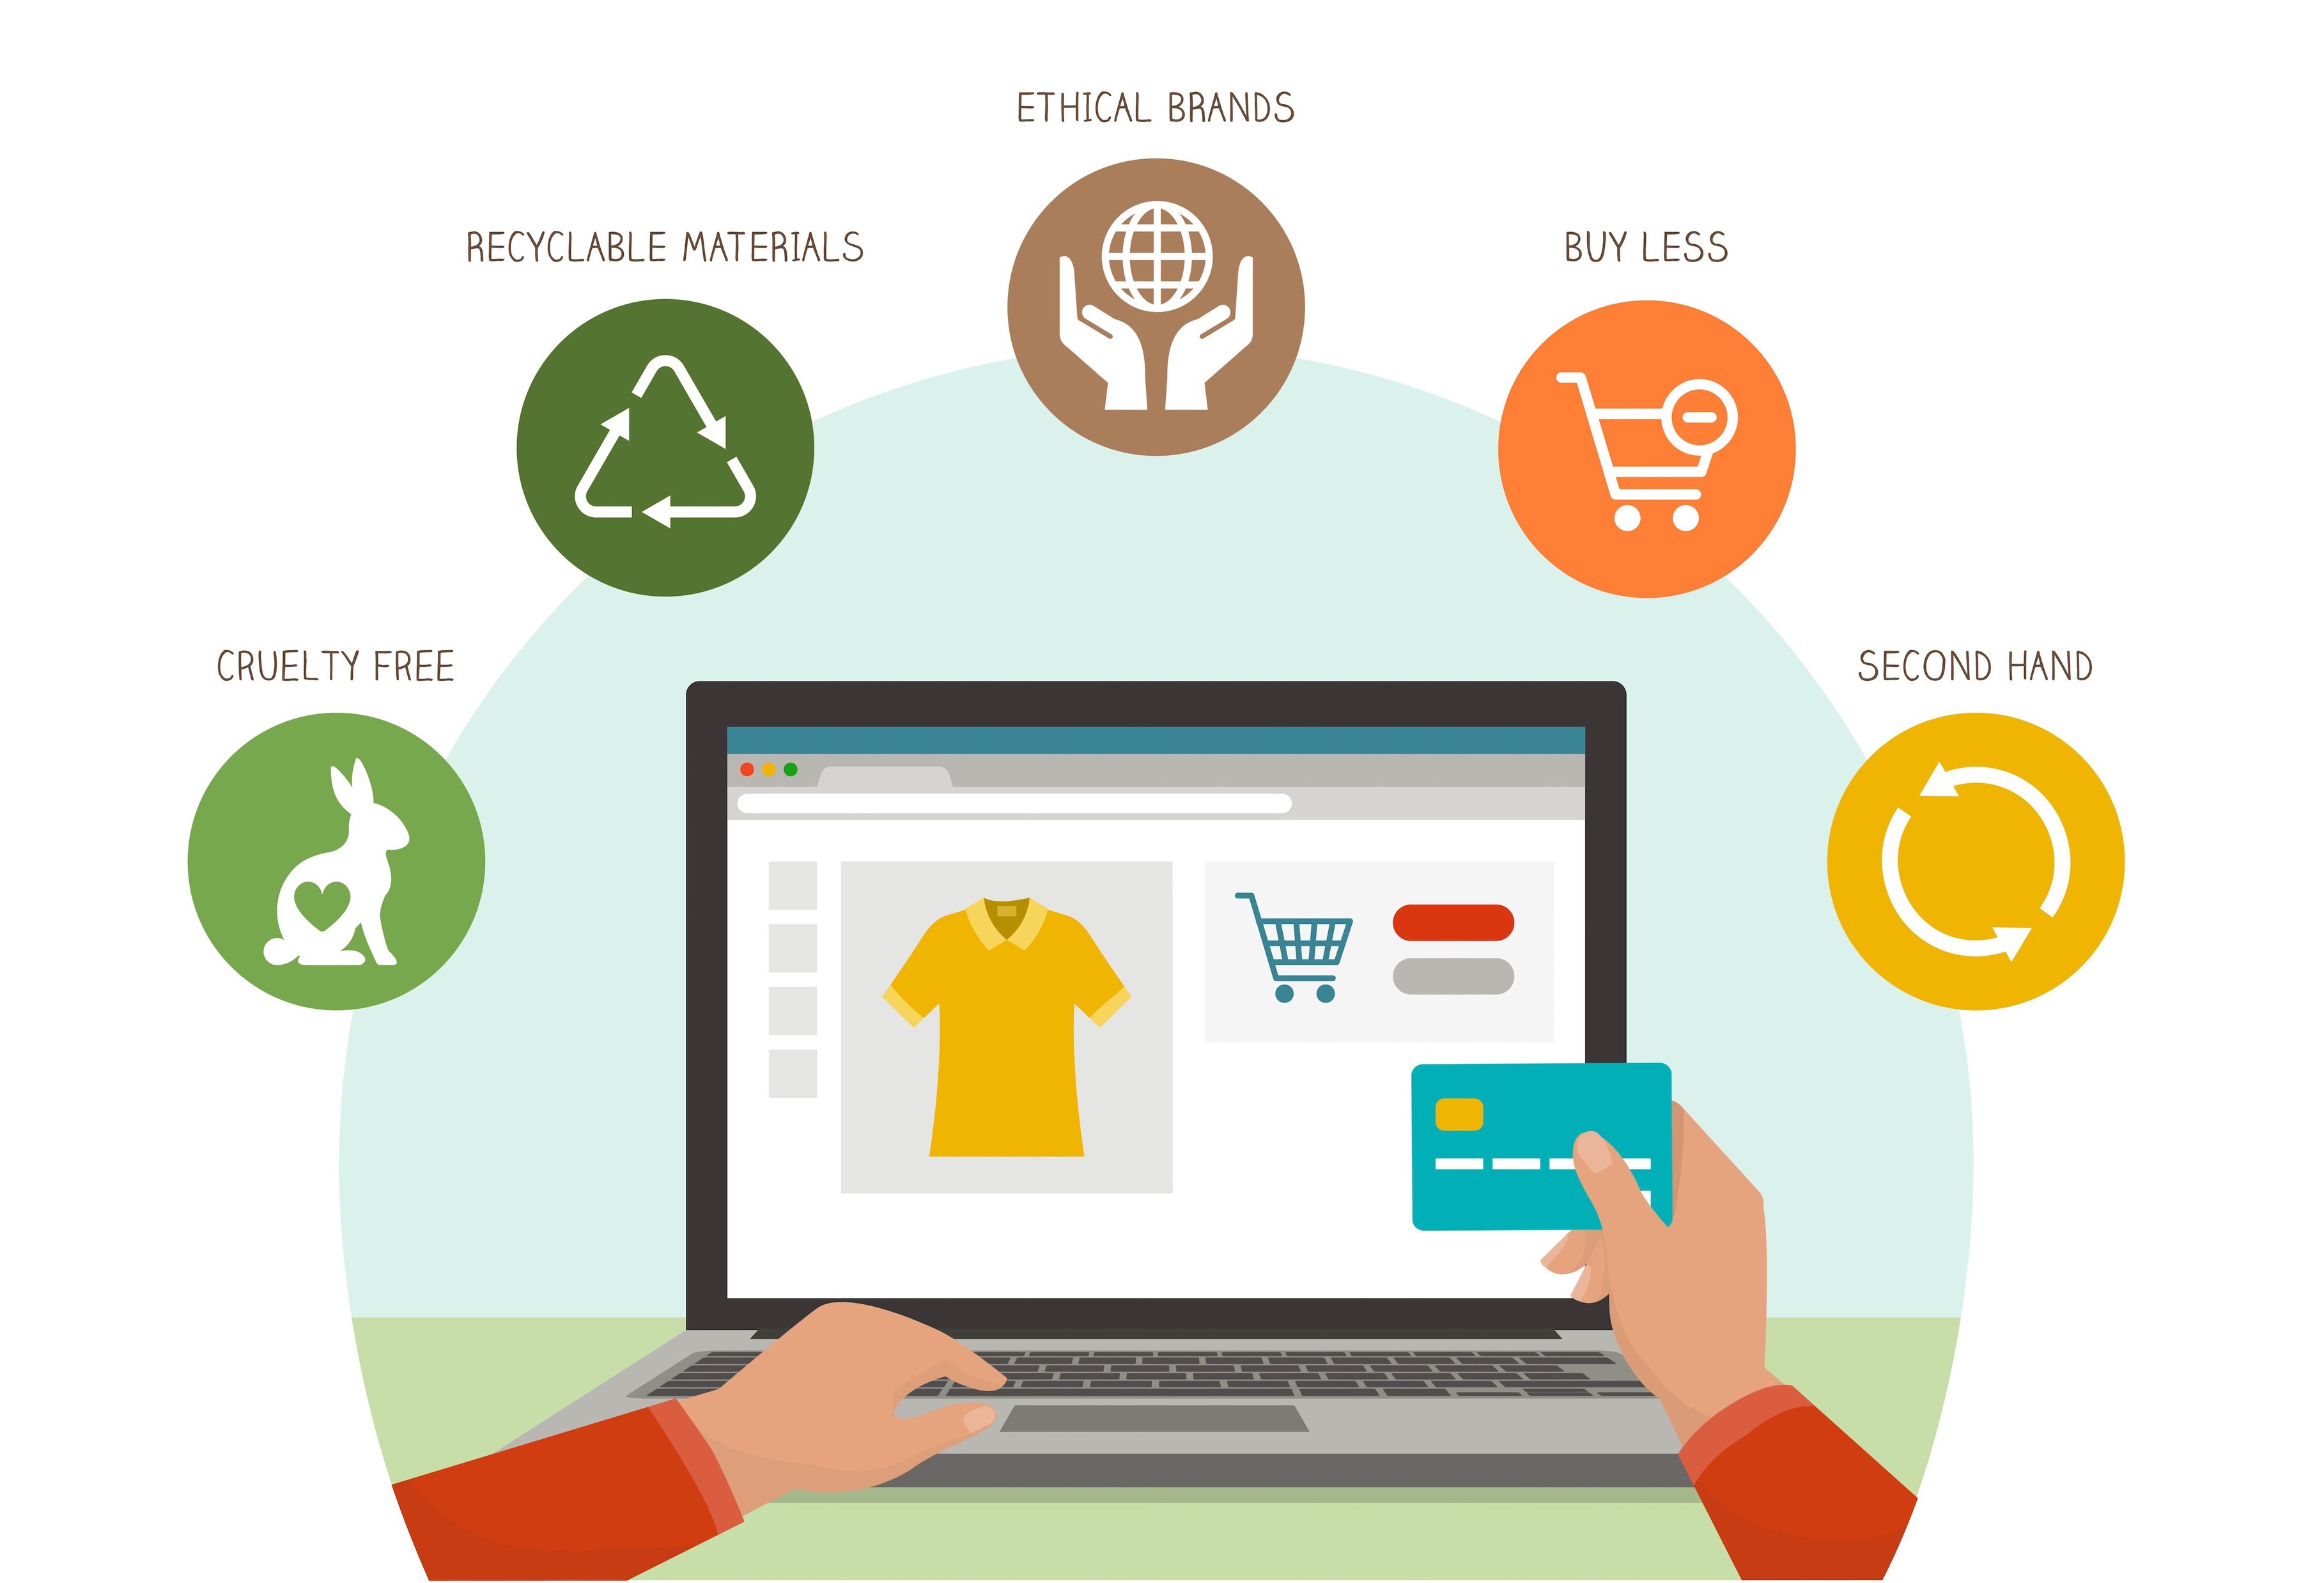 ETHICAL BRANDS
RECYCLABLE MATERIALS
BUY LESS
CRUELTY FREE
SECOND HAND